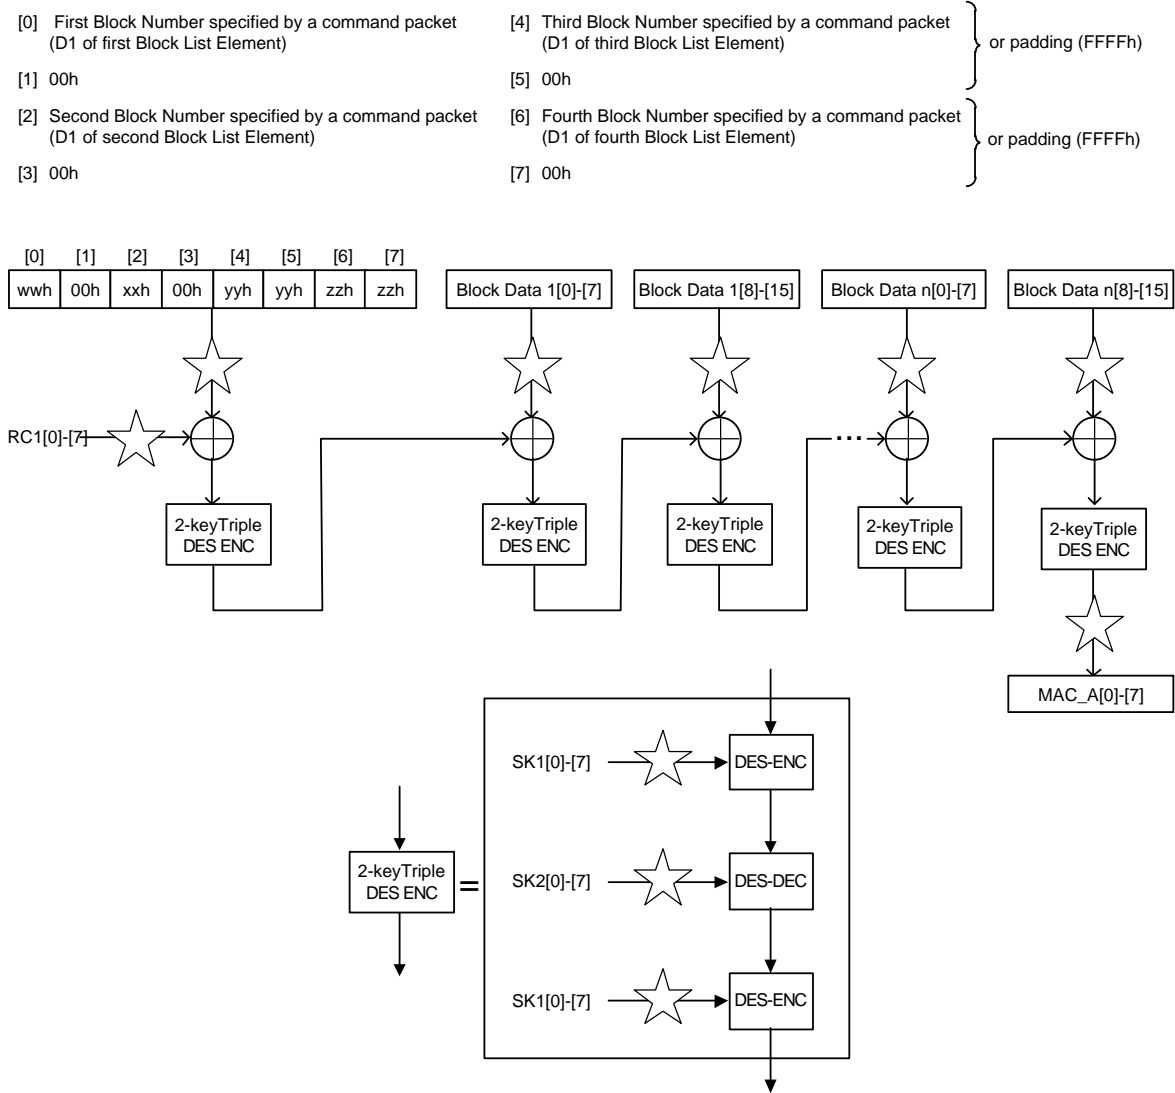 [0] First Block Number specified by a command packet
(D1 of first Block List Element)
[1] 00h
[2] Second Block Number specified by a command packet
(D1 of second Block List Element)
[3] 00h
[4] Third Block Number specified by a command packet
(D1 of third Block List Element)
[5] 00h
or padding (FFFFh)
[6] Fourth Block Number specified by a command packet
(D1 of fourth Block List Element)
[7] 00h
or padding (FFFFh)
[0] [1] [2] [3] [4] [5] [6] [7]
wwh 00h xxh 00h yyh yyh zzh zzh
Block Data 1[0]-[7]
Block Data 1[8]-[15]
Block Data n[0]-[7]
Block Data n[8]-[15]
RC1[0]-[7]
...
2-keyTriple
DES ENC
2-keyTriple
DES ENC
2-keyTriple
DES ENC
2-keyTriple
DES ENC
2-keyTriple
DES ENC
MAC_A[0]-[7]
SK1[0]-[7]
DES-ENC
2-keyTriple
DES ENC
=
SK2[0]-[7]
DES-DEC
SK1[0]-[7]
DES-ENC